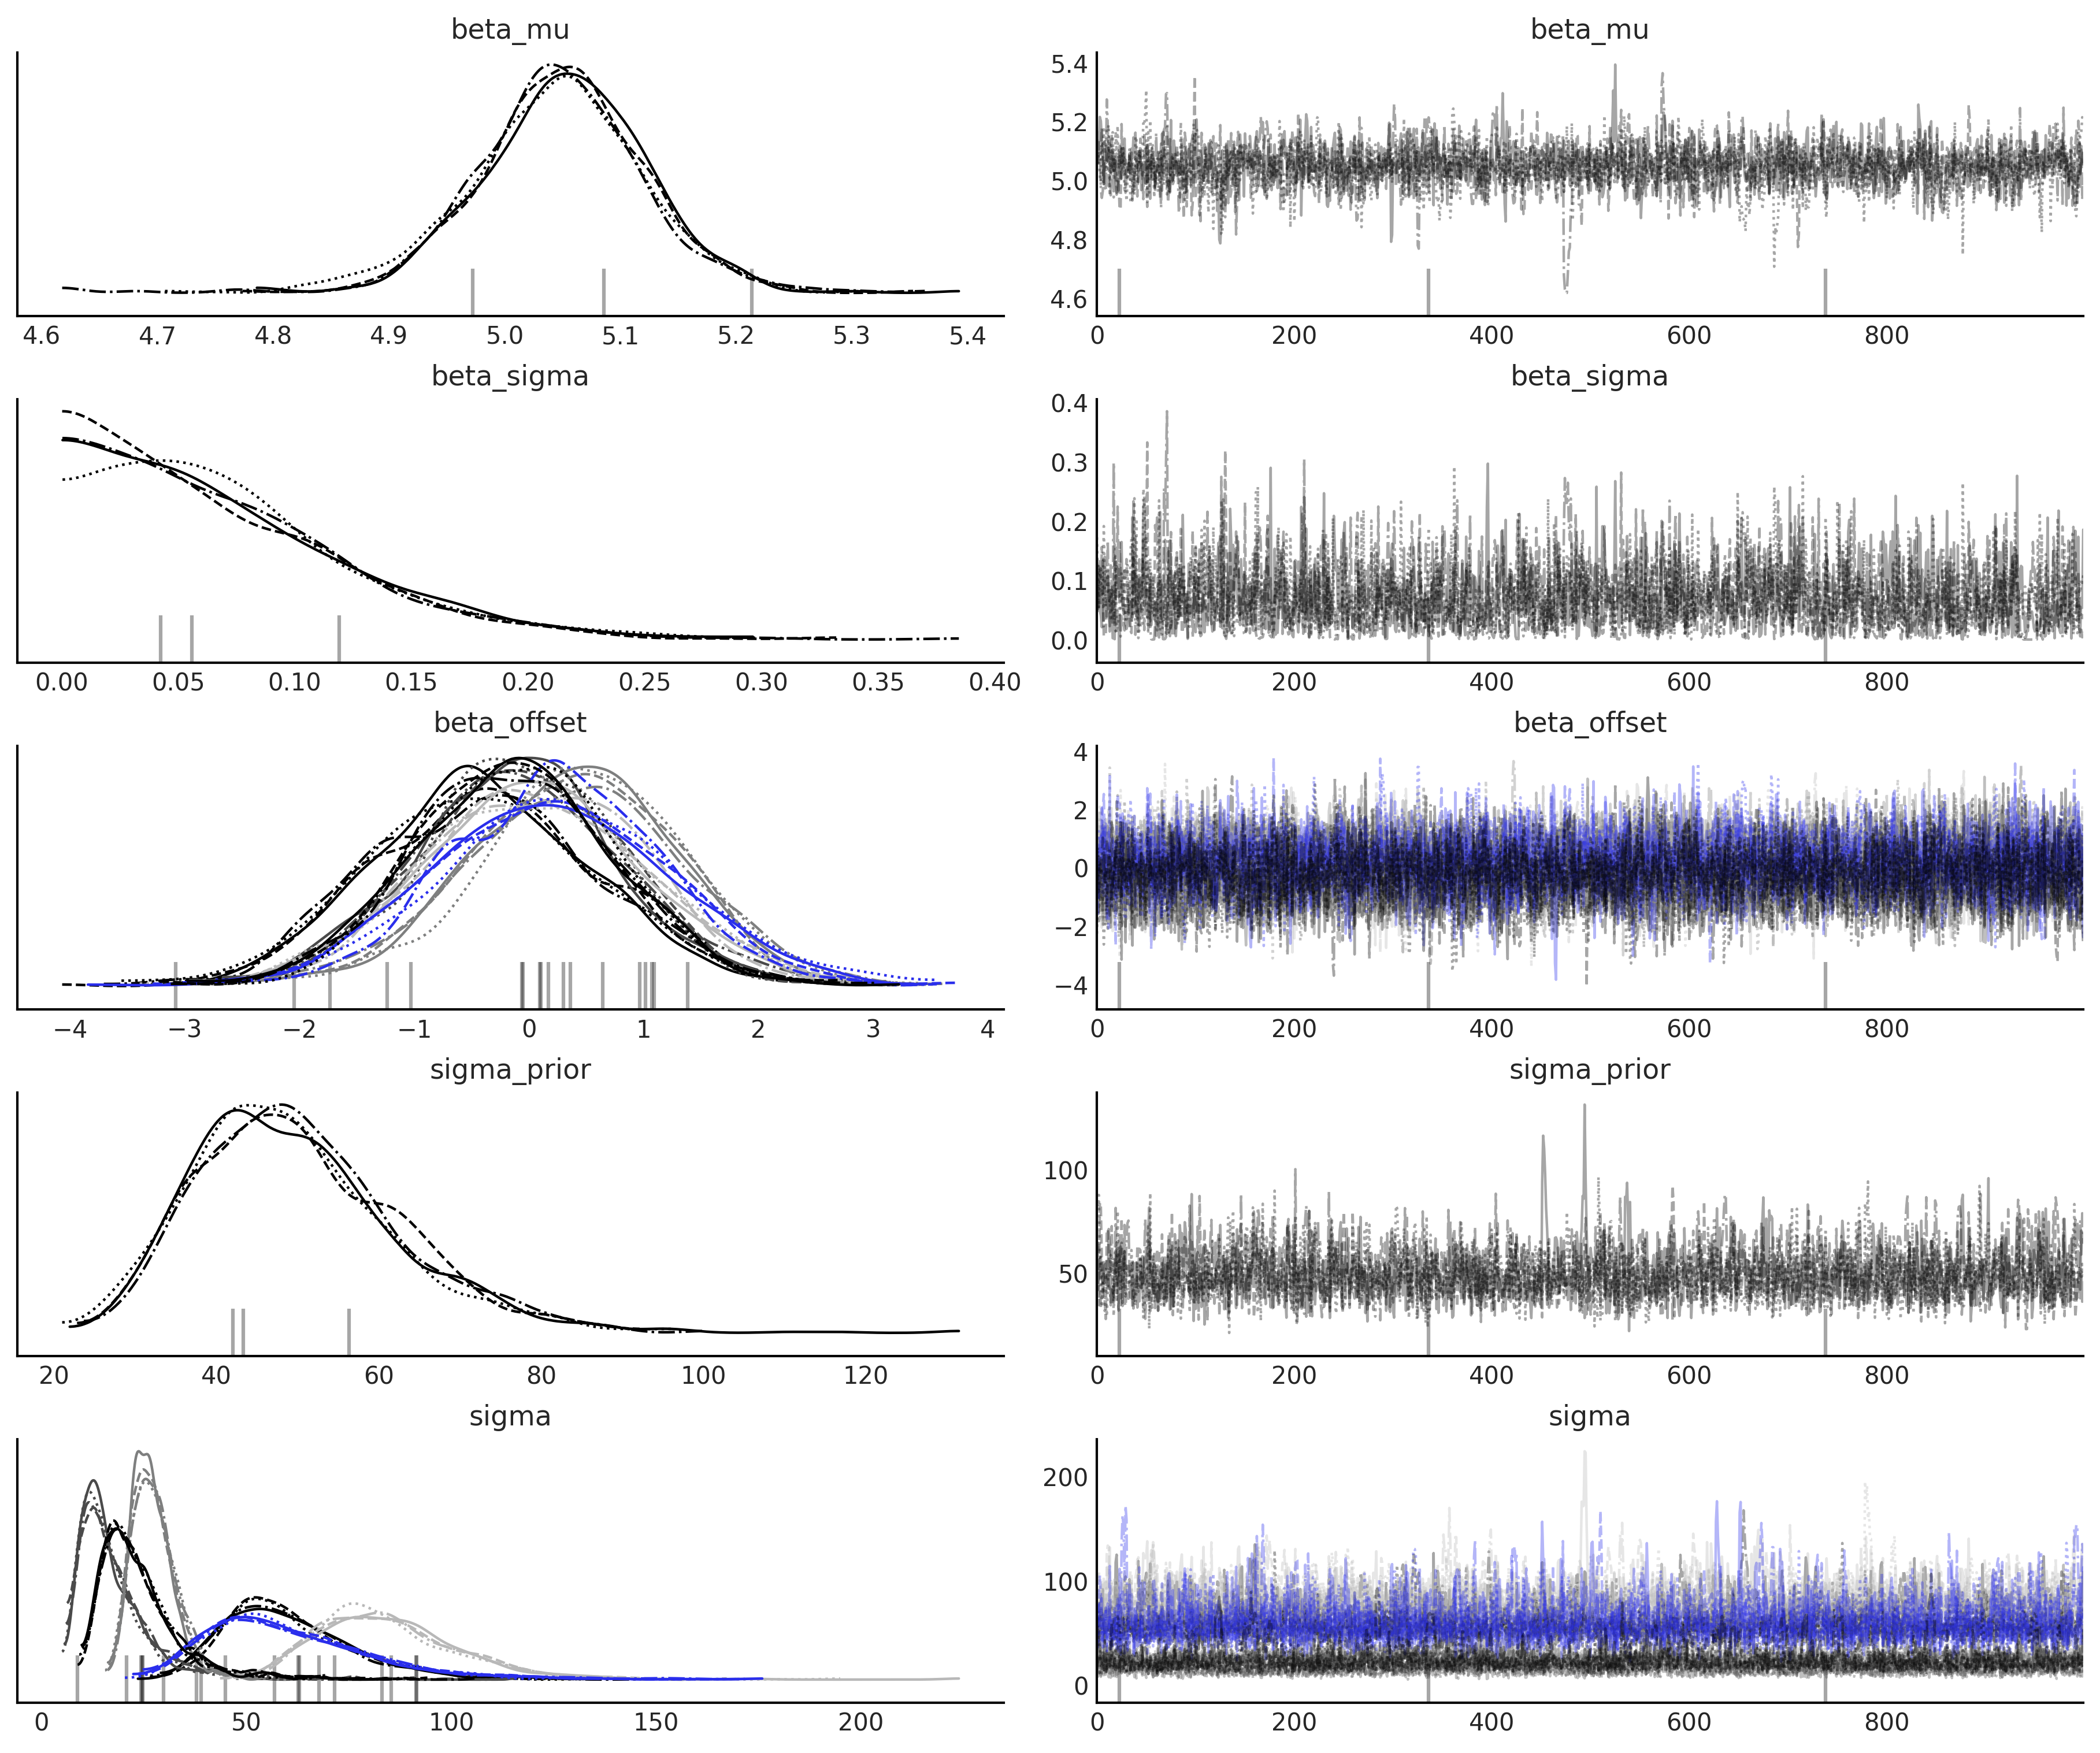 beta_mu
4.6 4.7 4.8 4.9 5.0 5.1 5.2 5.3 5.4
beta_mu
5.4
5.2
5.0
4.8
4.6
0 200 400 600 800
beta_sigma
0.00 0.05 0.10 0.15 0.20 0.25 0.30 0.35 0.40
beta_sigma
0.4
0.3
0.2
0.1
0.0
0 200 400 600 800
beta_offset
−4 −3 −2 −1 0 1 2 3 4
beta_offset
4
2
0
−2
−4
0 200 400 600 800
sigma_prior
20 40 60 80 100 120
sigma_prior
100
50
0 200 400 600 800
sigma
0 50 100 150 200
sigma
200
100
0
0 200 400 600 800